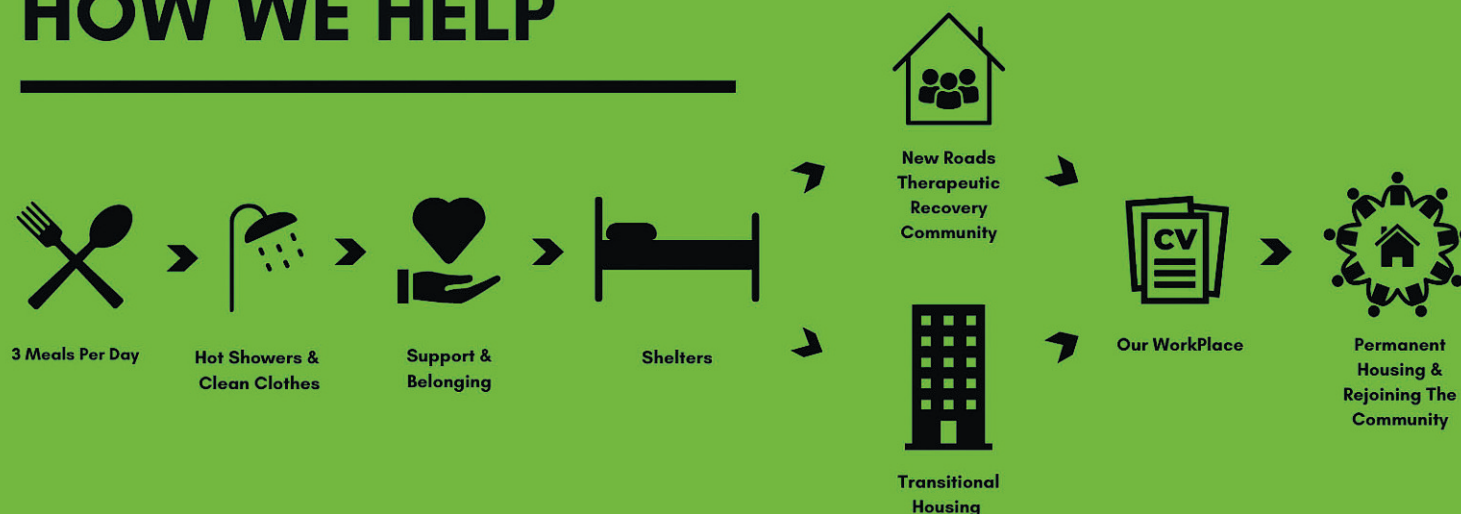 HOW WE HELP
3 Meals Per Day
Hot Showers &
Clean Clothes
Support &
Belonging
Shelters
New Roads
Therapeutic
Recovery
Community
Transitional
Housing
CV
Our WorkPlace
Permanent
Housing &
Rejoining The
Community